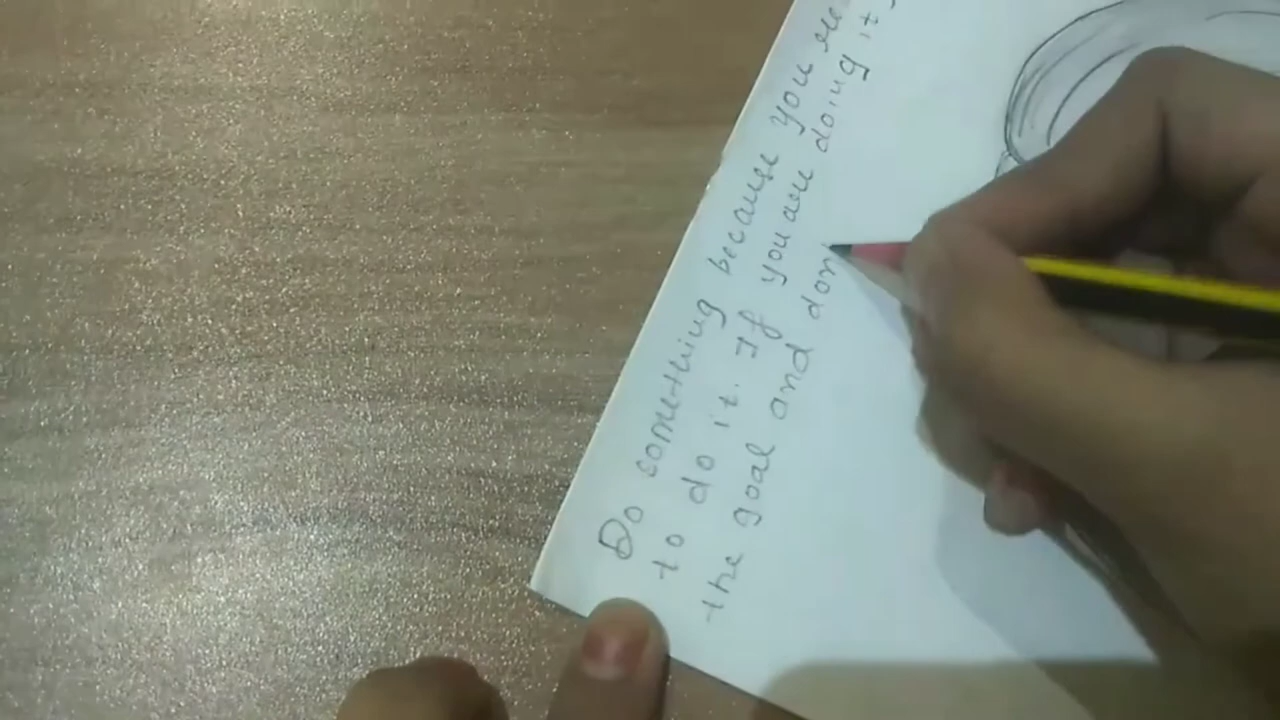 Do something because you
to do it. If you are doing it
the goal and don